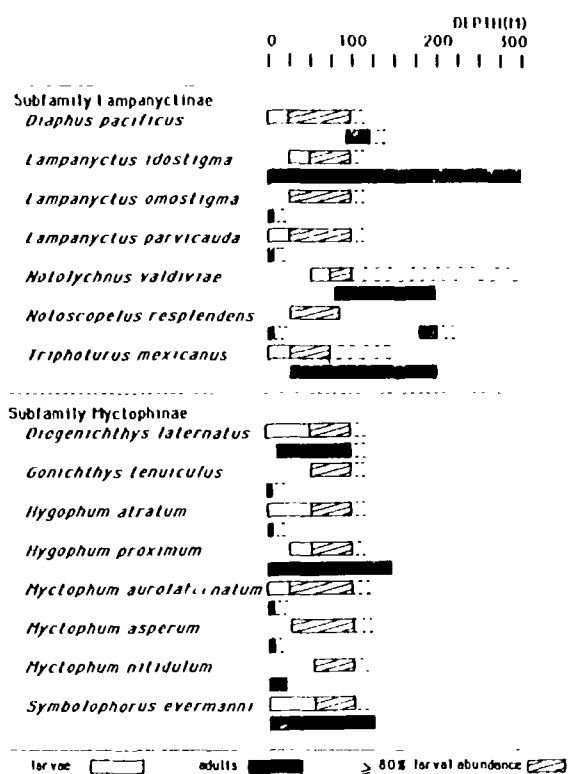 DEPTH(M)
0 100 200 300
Subfamily Lampanyctinae
Diaphus pacificus
Lampanyctus idostigma
Lampanyctus omostigma
Lampanyctus parvicauda
Notolychnus valdiviae
Notoscopelus resplendens
Triphoturus mexicanus
Subfamily Myctophinae
Diogenichthys laternatus
Gonichthys tenuiculus
Hygophum atratum
Hygophum proximum
Myctophum aurolaternatum
Myctophum asperum
Myctophum nitidulum
Symbolophorus evermanni
larvae adults ≥ 80% larval abundance